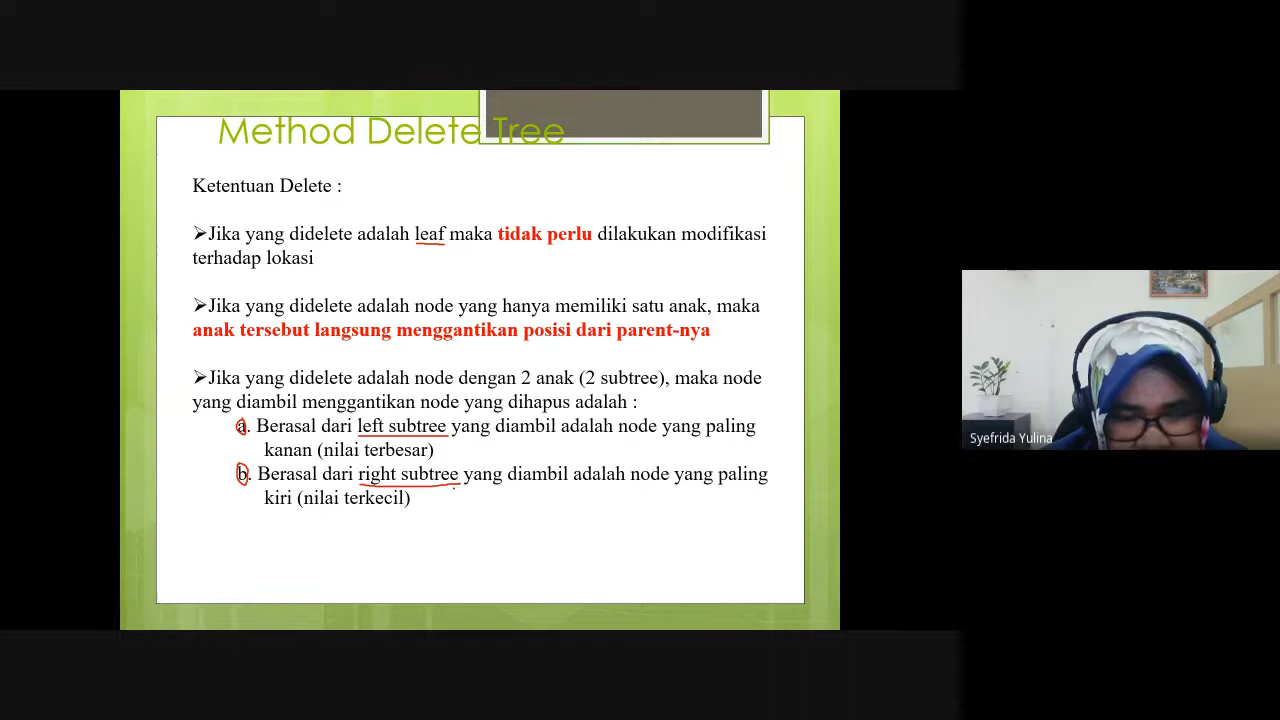 Method Delete Tree
Ketentuan Delete :
➢Jika yang didelete adalah leaf maka tidak perlu dilakukan modifikasi
terhadap lokasi
➢Jika yang didelete adalah node yang hanya memiliki satu anak, maka
anak tersebut langsung menggantikan posisi dari parent-nya
➢Jika yang didelete adalah node dengan 2 anak (2 subtree), maka node
yang diambil menggantikan node yang dihapus adalah :
a. Berasal dari left subtree yang diambil adalah node yang paling
kanan (nilai terbesar)
b. Berasal dari right subtree yang diambil adalah node yang paling
kiri (nilai terkecil)
Syefrida Yulina